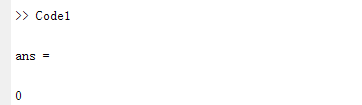 >> Code1
ans =
0